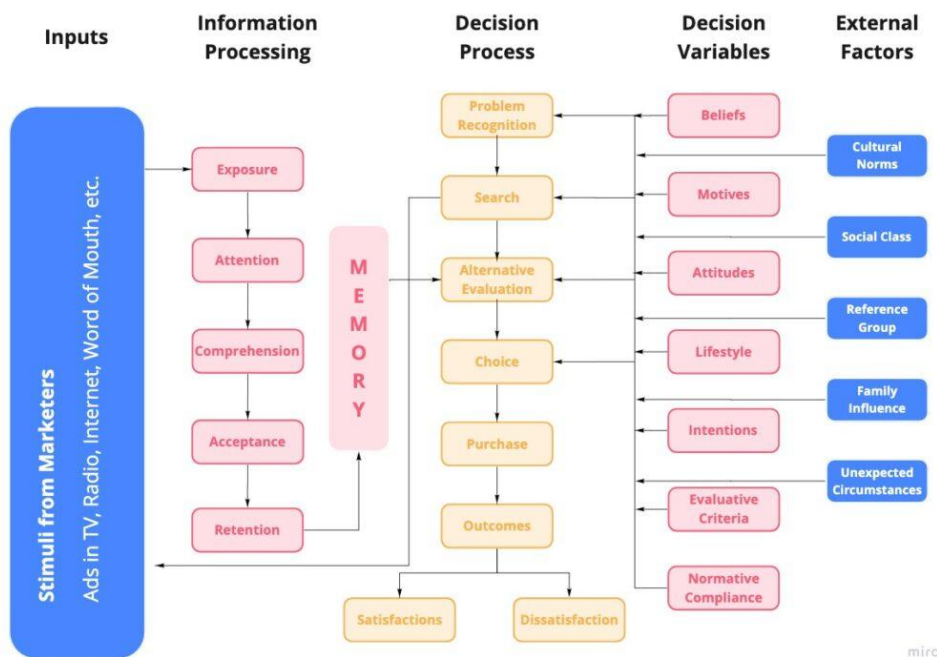 Inputs
Information
Processing
Decision
Process
Decision
Variables
External
Factors
Stimuli from Marketers
Ads in TV, Radio, Internet, Word of Mouth, etc.
Exposure
Attention
Comprehension
Acceptance
Retention
MEMORY
Problem
Recognition
Search
Alternative
Evaluation
Choice
Purchase
Outcomes
Satisfactions
Dissatisfaction
Beliefs
Motives
Attitudes
Lifestyle
Intentions
Evaluative
Criteria
Normative
Compliance
Cultural
Norms
Social Class
Reference
Group
Family
Influence
Unexpected
Circumstances
miro